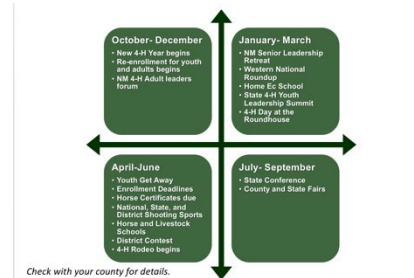 October- December
• New 4-H Year begins
• Re-enrollment for youth
and adults begins
• NM 4-H Adult leaders
forum
January- March
• NM Senior Leadership
Retreat
• Western National
Roundup
• Home Ec School
• State 4-H Youth
Leadership Summit
• 4-H Day at the
Roundhouse
April-June
• Youth Get Away
• Enrollment Deadlines
• Horse Certificates due
• National, State, and
District Shooting Sports
• Horse and Livestock
Schools
• District Contest
• 4-H Rodeo begins
July- September
• State Conference
• County and State Fairs
Check with your county for details.